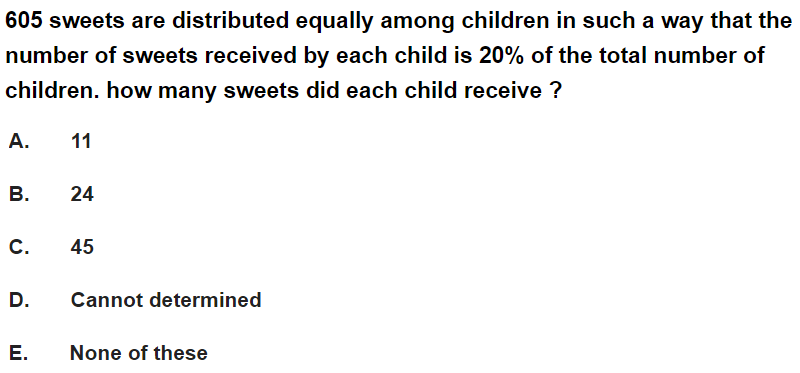 605 sweets are distributed equally among children in such a way that the
number of sweets received by each child is 20% of the total number of
children. how many sweets did each child receive ?
A. 11
B. 24
C. 45
D. Cannot determined
E. None of these